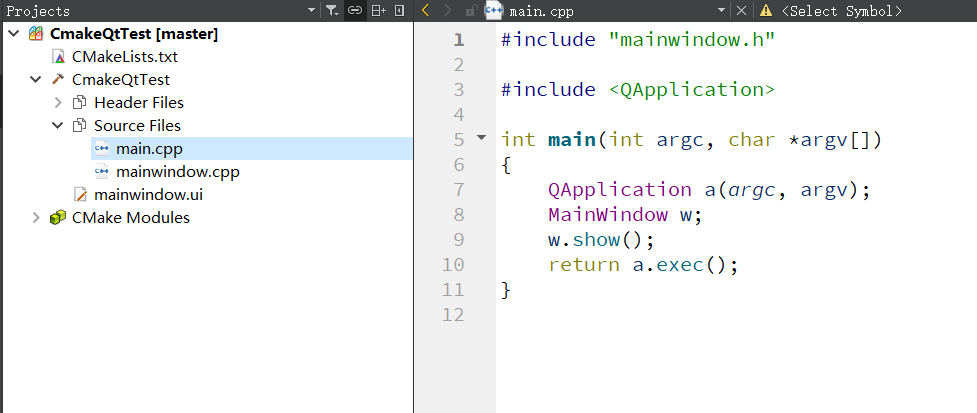 Projects
CmakeQtTest [master]
CMakeLists.txt
CmakeQtTest
Header Files
Source Files
main.cpp
mainwindow.cpp
mainwindow.ui
CMake Modules
C++ main.cpp <Select Symbol>
1 #include "mainwindow.h"
2
3 #include <QApplication>
4
5 int main(int argc, char *argv[])
6 {
7 QApplication a(argc, argv);
8 MainWindow w;
9 w.show();
10 return a.exec();
11 }
12